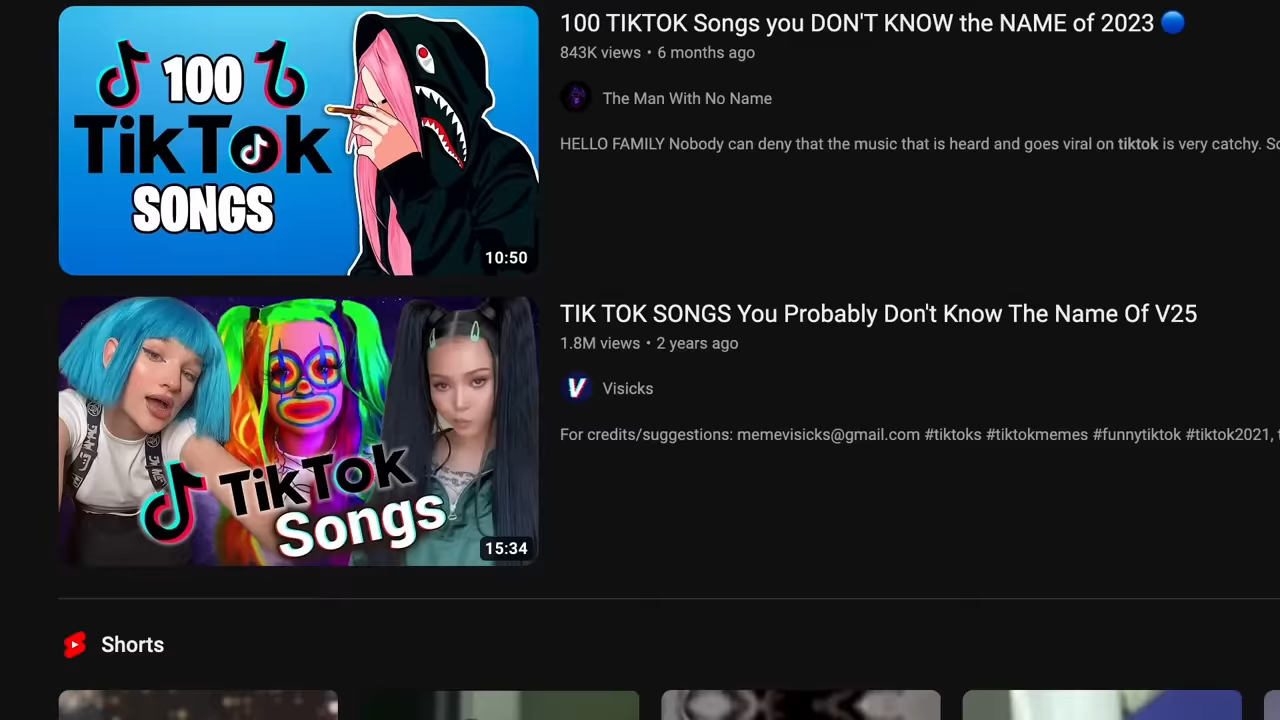 100
TikTok
SONGS
10:50
100 TIKTOK Songs you DON'T KNOW the NAME of 2023
843K views • 6 months ago
The Man With No Name
HELLO FAMILY Nobody can deny that the music that is heard and goes viral on tiktok is very catchy.
TikTok
Songs
15:34
TIK TOK SONGS You Probably Don't Know The Name Of V25
1.8M views • 2 years ago
V
Visicks
For credits/suggestions: memevisicks@gmail.com #tiktoks #tiktokmemes #funnytiktok #tiktok2021,
Shorts